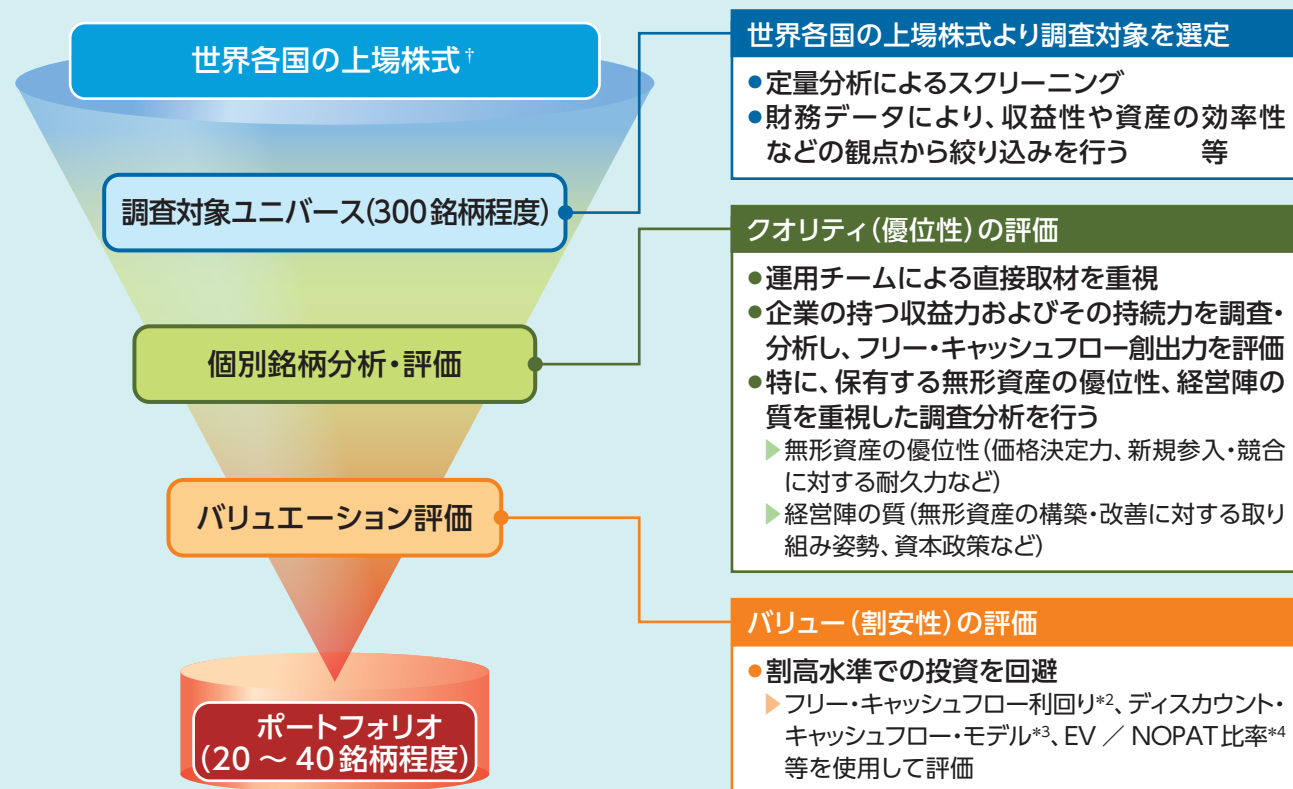 世界各国の上場株式†
調査対象ユニバース(300銘柄程度)
個別銘柄分析・評価
バリュエーション評価
ポートフォリオ
(20 ～ 40銘柄程度)
世界各国の上場株式より調査対象を選定
●定量分析によるスクリーニング
●財務データにより、収益性や資産の効率性
などの観点から絞り込みを行う 等
クオリティ(優位性)の評価
●運用チームによる直接取材を重視
●企業の持つ収益力およびその持続力を調査・
分析し、フリー・キャッシュフロー創出力を評価
●特に、保有する無形資産の優位性、経営陣の
質を重視した調査分析を行う
▶無形資産の優位性(価格決定力、新規参入・競合
に対する耐久力など)
▶経営陣の質(無形資産の構築・改善に対する取り
組み姿勢、資本政策など)
バリュー(割安性)の評価
●割高水準での投資を回避
▶フリー・キャッシュフロー利回り*2、ディスカウント・
キャッシュフロー・モデル*3、EV ／ NOPAT比率*4
等を使用して評価